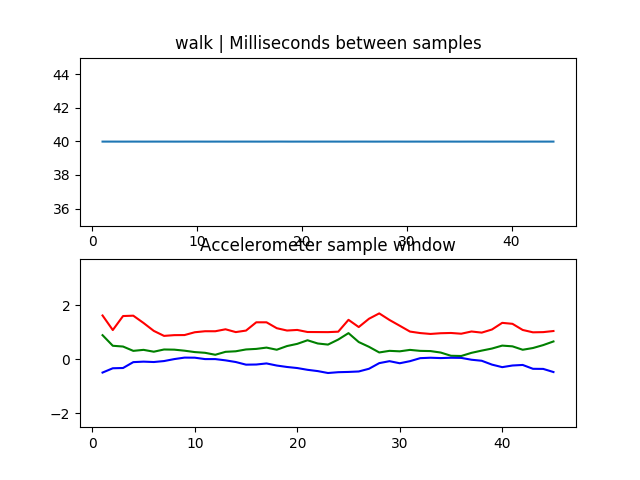 walk | Milliseconds between samples
44
42
40
38
36
0 10 20 30 40
Accelerometer sample window
2
0
−2
0 10 20 30 40